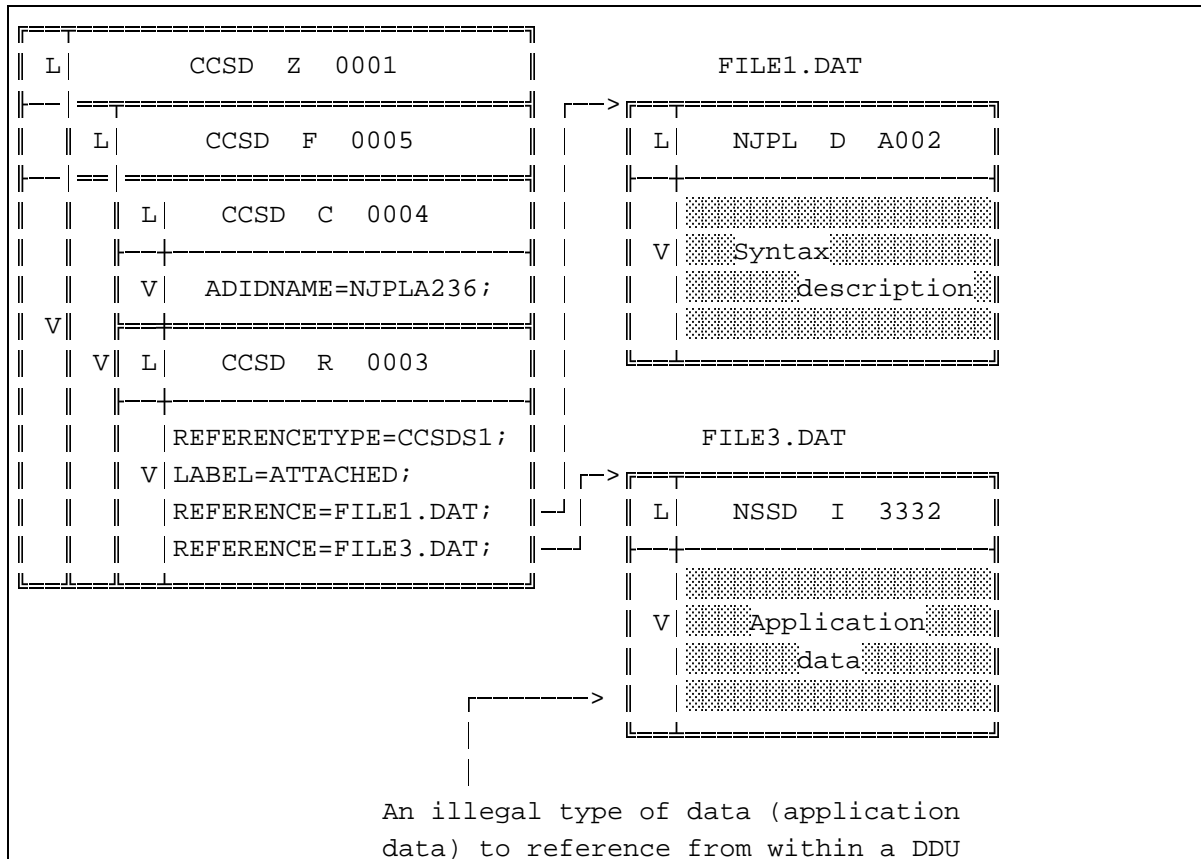 L CCSD Z 0001
L CCSD F 0005
L CCSD C 0004
V ADIDNAME=NJPLA236;
V
V L CCSD R 0003
REFERENCETYPE=CCSDS1;
V LABEL=ATTACHED;
REFERENCE=FILE1.DAT;
REFERENCE=FILE3.DAT;
FILE1.DAT
L NJPL D A002
V Syntax
description
FILE3.DAT
L NSSD I 3332
V Application
data
An illegal type of data (application
data) to reference from within a DDU